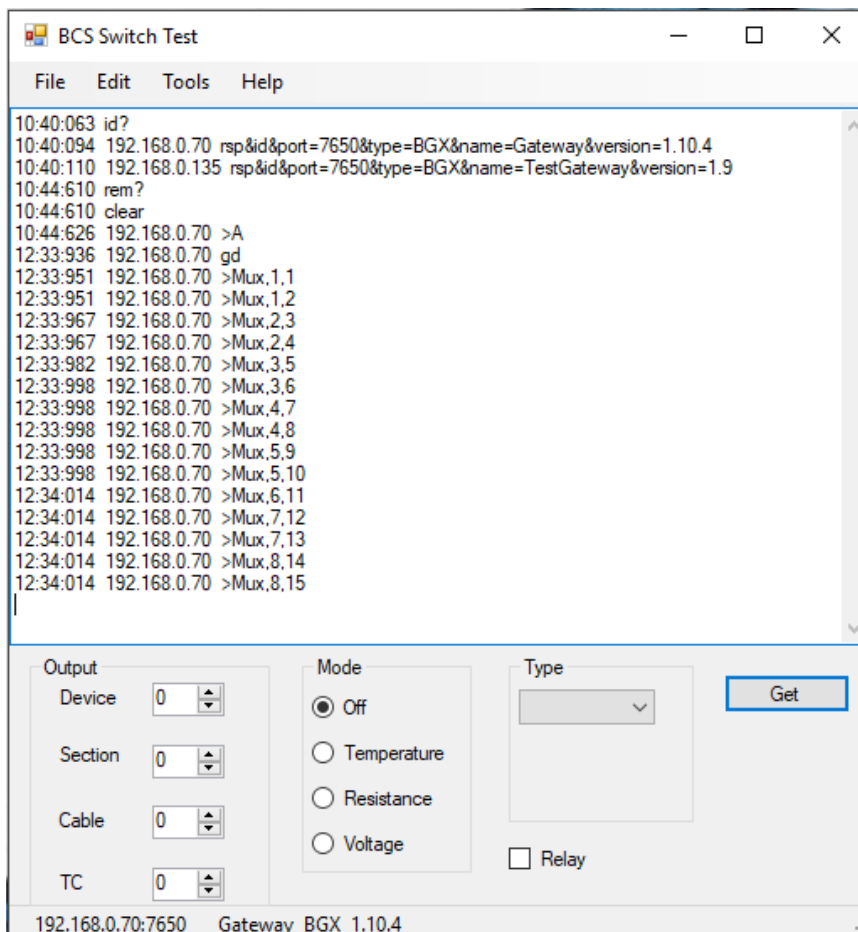 BCS Switch Test
File Edit Tools Help
10:40:063 id?
10:40:094 192.168.0.70 rsp&id&port=7650&type=BGX&name=Gateway&version=1.10.4
10:40:110 192.168.0.135 rsp&id&port=7650&type=BGX&name=TestGateway&version=1.9
10:44:610 rem?
10:44:610 clear
10:44:626 192.168.0.70 >A
12:33:936 192.168.0.70 gd
12:33:951 192.168.0.70 >Mux,1,1
12:33:951 192.168.0.70 >Mux,1,2
12:33:967 192.168.0.70 >Mux,2,3
12:33:967 192.168.0.70 >Mux,2,4
12:33:982 192.168.0.70 >Mux,3,5
12:33:998 192.168.0.70 >Mux,3,6
12:33:998 192.168.0.70 >Mux,4,7
12:33:998 192.168.0.70 >Mux,4,8
12:33:998 192.168.0.70 >Mux,5,9
12:33:998 192.168.0.70 >Mux,5,10
12:34:014 192.168.0.70 >Mux,6,11
12:34:014 192.168.0.70 >Mux,7,12
12:34:014 192.168.0.70 >Mux,7,13
12:34:014 192.168.0.70 >Mux,8,14
12:34:014 192.168.0.70 >Mux,8,15
Output
Device 0
Section 0
Cable 0
TC 0
Mode
Off
Temperature
Resistance
Voltage
Type
Relay
Get
192.168.0.70:7650 Gateway BGX 1.10.4